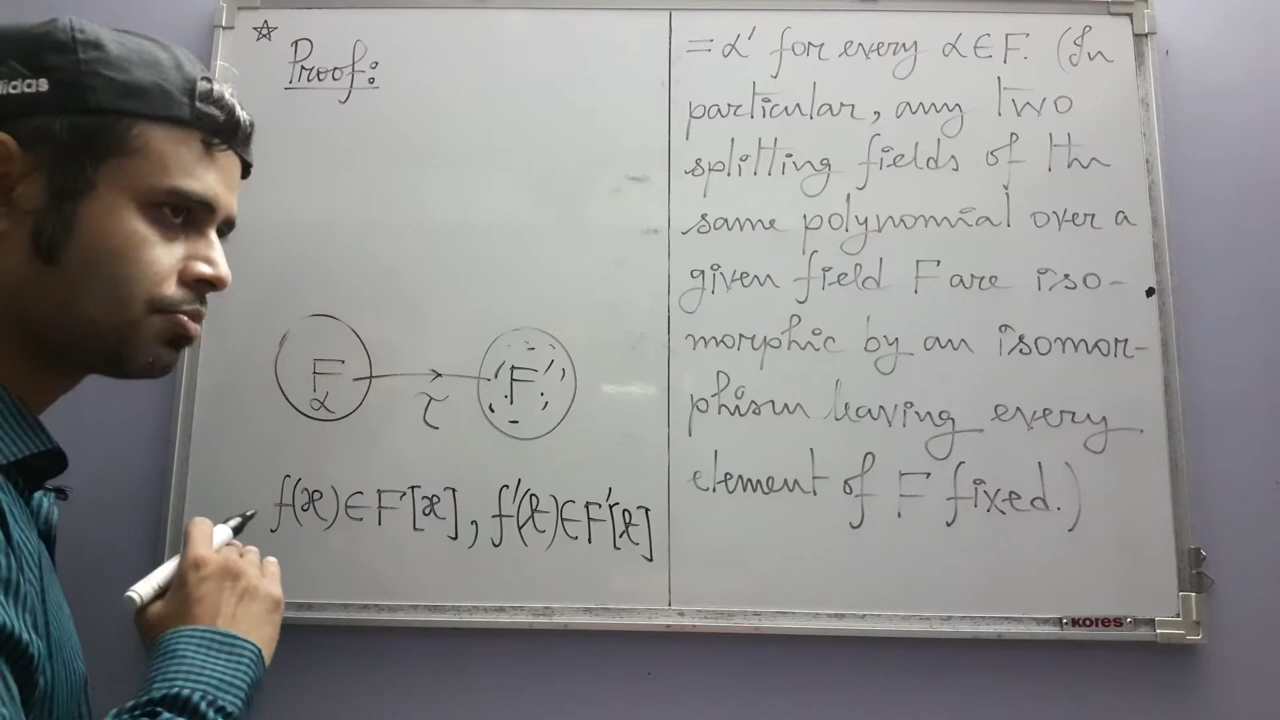 ☆ Proof:
F
α
τ
F'
f(x)∈F[x], f'(t)∈F'[t]
=α' for every α∈F. (In
particular, any two
splitting fields of the
same polynomial over a
given field F are iso-
morphic by an isomor-
phism leaving every
element of F fixed.)
KORES
adidas